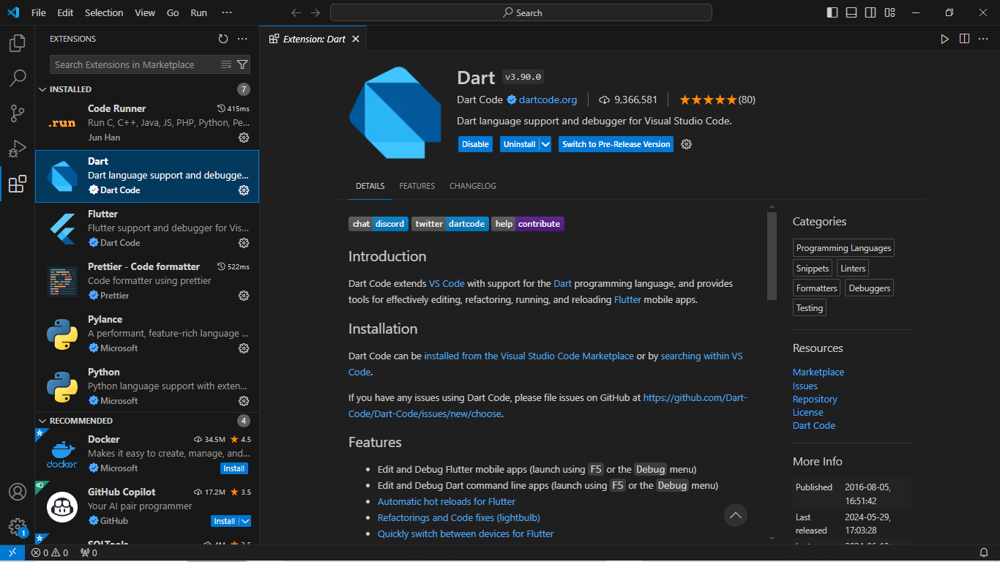 File Edit Selection View Go Run ···
Search
EXTENSIONS
Search Extensions in Marketplace
INSTALLED 7
Code Runner 415ms
Run C, C++, Java, JS, PHP, Python, Pe...
Jun Han
.run
Dart
Dart language support and debugge...
Dart Code
Flutter
Flutter support and debugger for Vis...
Dart Code
Prettier - Code formatter 522ms
Code formatter using prettier
Prettier
Pylance
A performant, feature-rich language ...
Microsoft
Python
Python language support with exten...
Microsoft
RECOMMENDED 4
Docker 34.5M 4.5
Makes it easy to create, manage, and...
docker
Microsoft Install
GitHub Copilot 17.2M 3.5
Your AI pair programmer
GitHub Install
SQLTools 4M 3.5
1
0 0 0
Extension: Dart
Dart v3.90.0
Dart Code dartcode.org 9,366,581 (80)
Dart language support and debugger for Visual Studio Code.
Disable Uninstall Switch to Pre-Release Version
DETAILS FEATURES CHANGELOG
chat discord twitter dartcode help contribute
Introduction
Dart Code extends VS Code with support for the Dart programming language, and provides
tools for effectively editing, refactoring, running, and reloading Flutter mobile apps.
Installation
Dart Code can be installed from the Visual Studio Code Marketplace or by searching within VS
Code.
If you have any issues using Dart Code, please file issues on GitHub at https://github.com/Dart-
Code/Dart-Code/issues/new/choose.
Features
• Edit and Debug Flutter mobile apps (launch using F5 or the Debug menu)
• Edit and Debug Dart command line apps (launch using F5 or the Debug menu)
• Automatic hot reloads for Flutter
• Refactorings and Code fixes (lightbulb)
• Quickly switch between devices for Flutter
Categories
Programming Languages
Snippets Linters
Formatters Debuggers
Testing
Resources
Marketplace
Issues
Repository
License
Dart Code
More Info
Published 2016-08-05,
16:51:42
Last 2024-05-29,
released 17:03:28